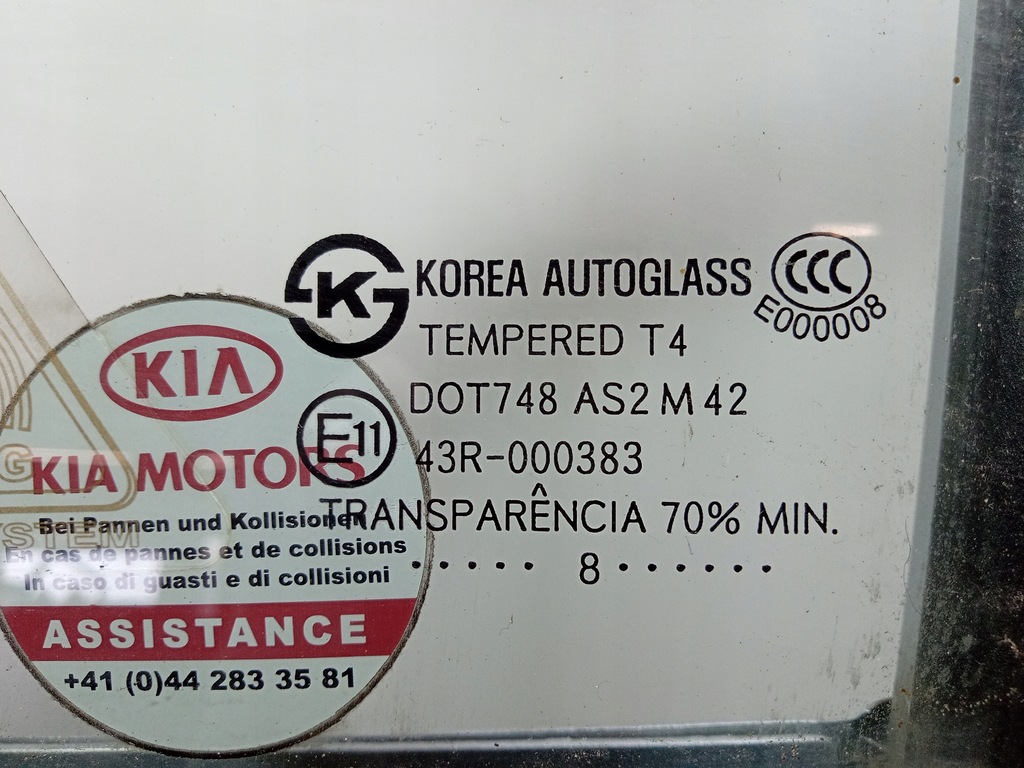 K KOREA AUTOGLASS CCC
E000008
TEMPERED T4
DOT748 AS2 M 42
E11 43R-000383
TRANSPARÊNCIA 70% MIN.
..... 8 ......
KIA
KIA MOTORS
Bei Pannen und Kollisionen
En cas de pannes et de collisions
In caso di guasti e di collisioni
ASSISTANCE
+41 (0)44 283 35 81
G
STEM